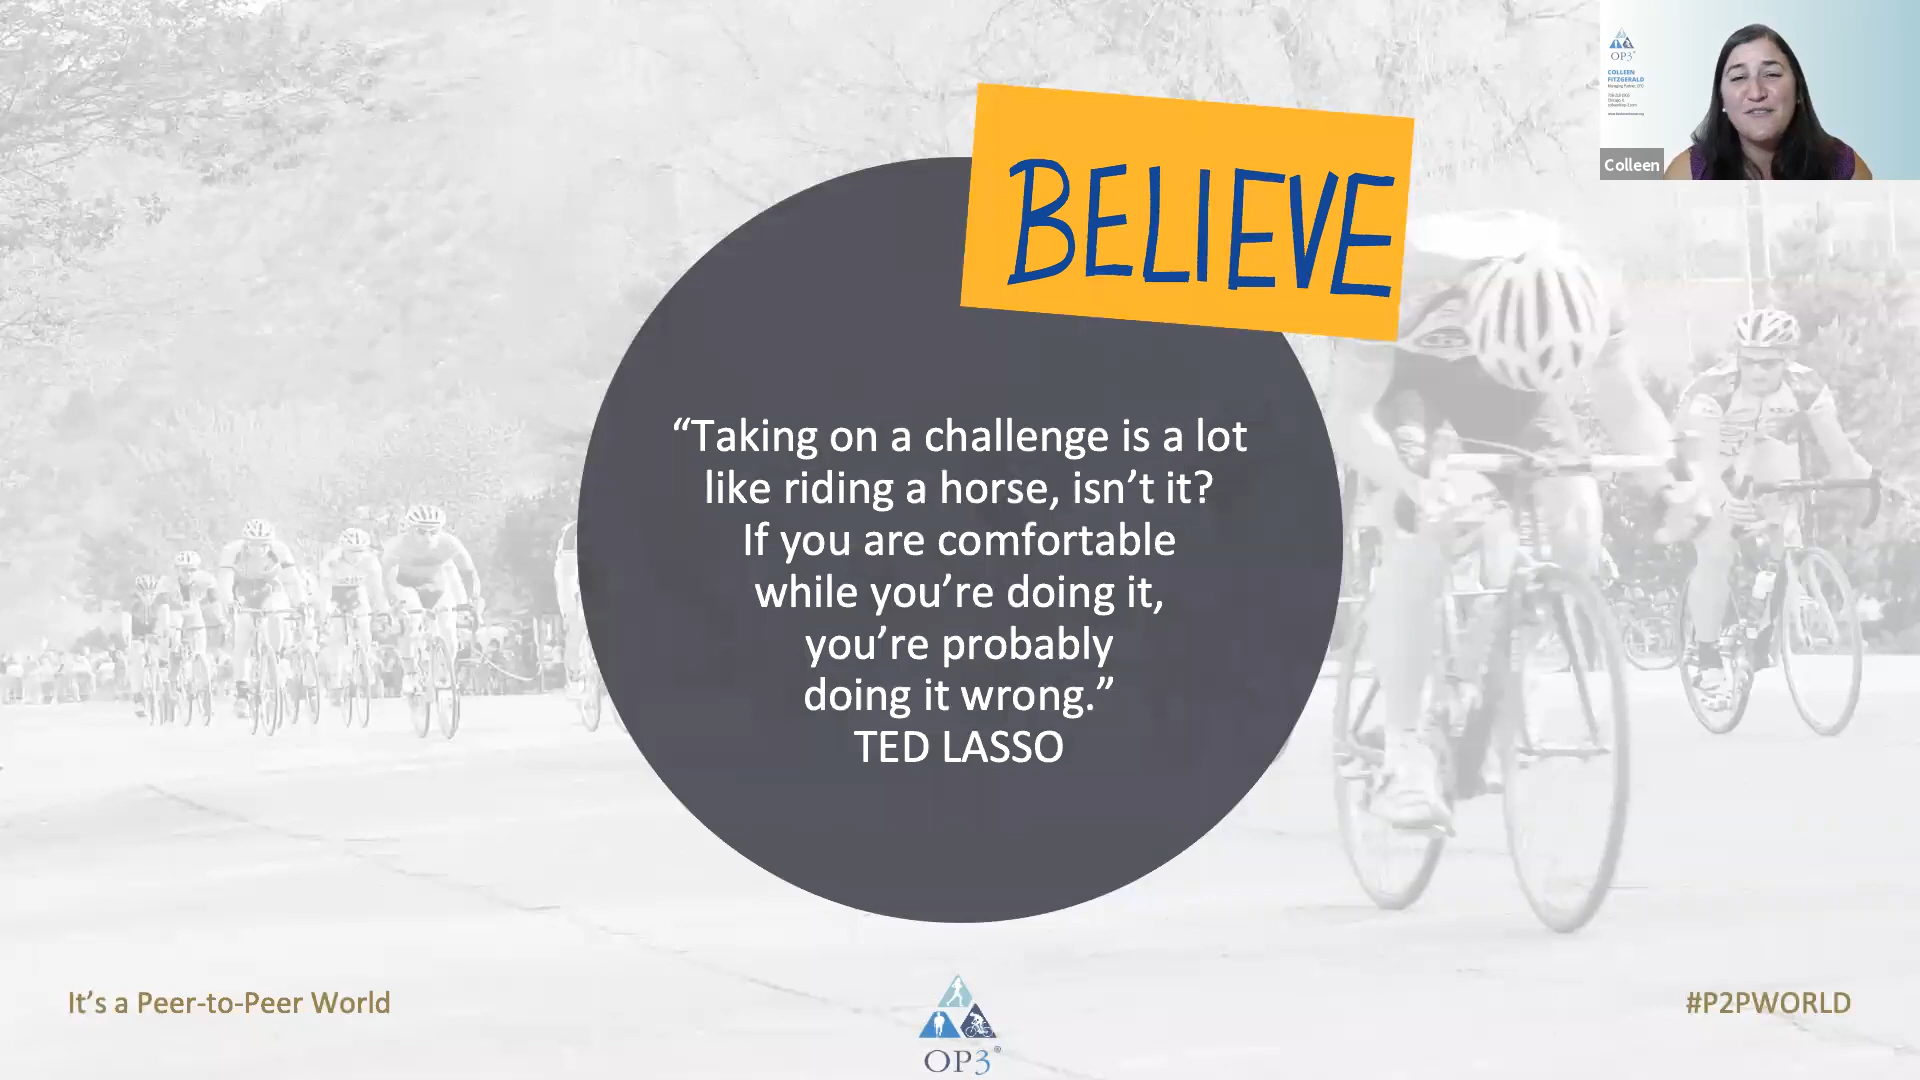 OP3
COLLEEN
FITZGERALD
Colleen
BELIEVE
“Taking on a challenge is a lot
like riding a horse, isn’t it?
If you are comfortable
while you’re doing it,
you’re probably
doing it wrong.”
TED LASSO
It’s a Peer-to-Peer World
OP3®
#P2PWORLD